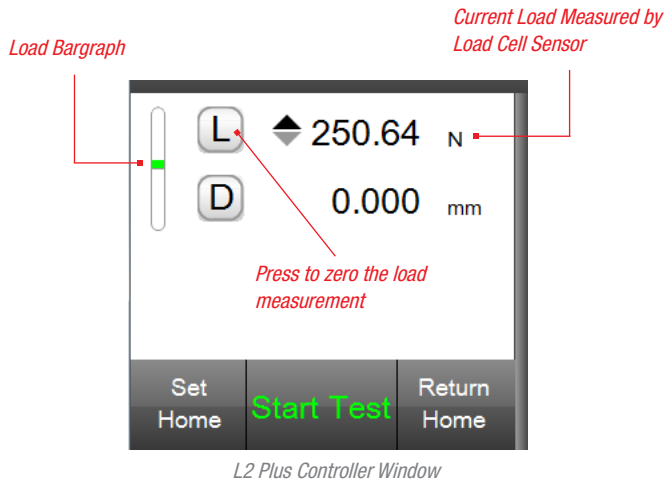 Current Load Measured by
Load Cell Sensor
Load Bargraph
L 250.64 N
D 0.000 mm
Press to zero the load
measurement
Set
Home
Start Test
Return
Home
L2 Plus Controller Window